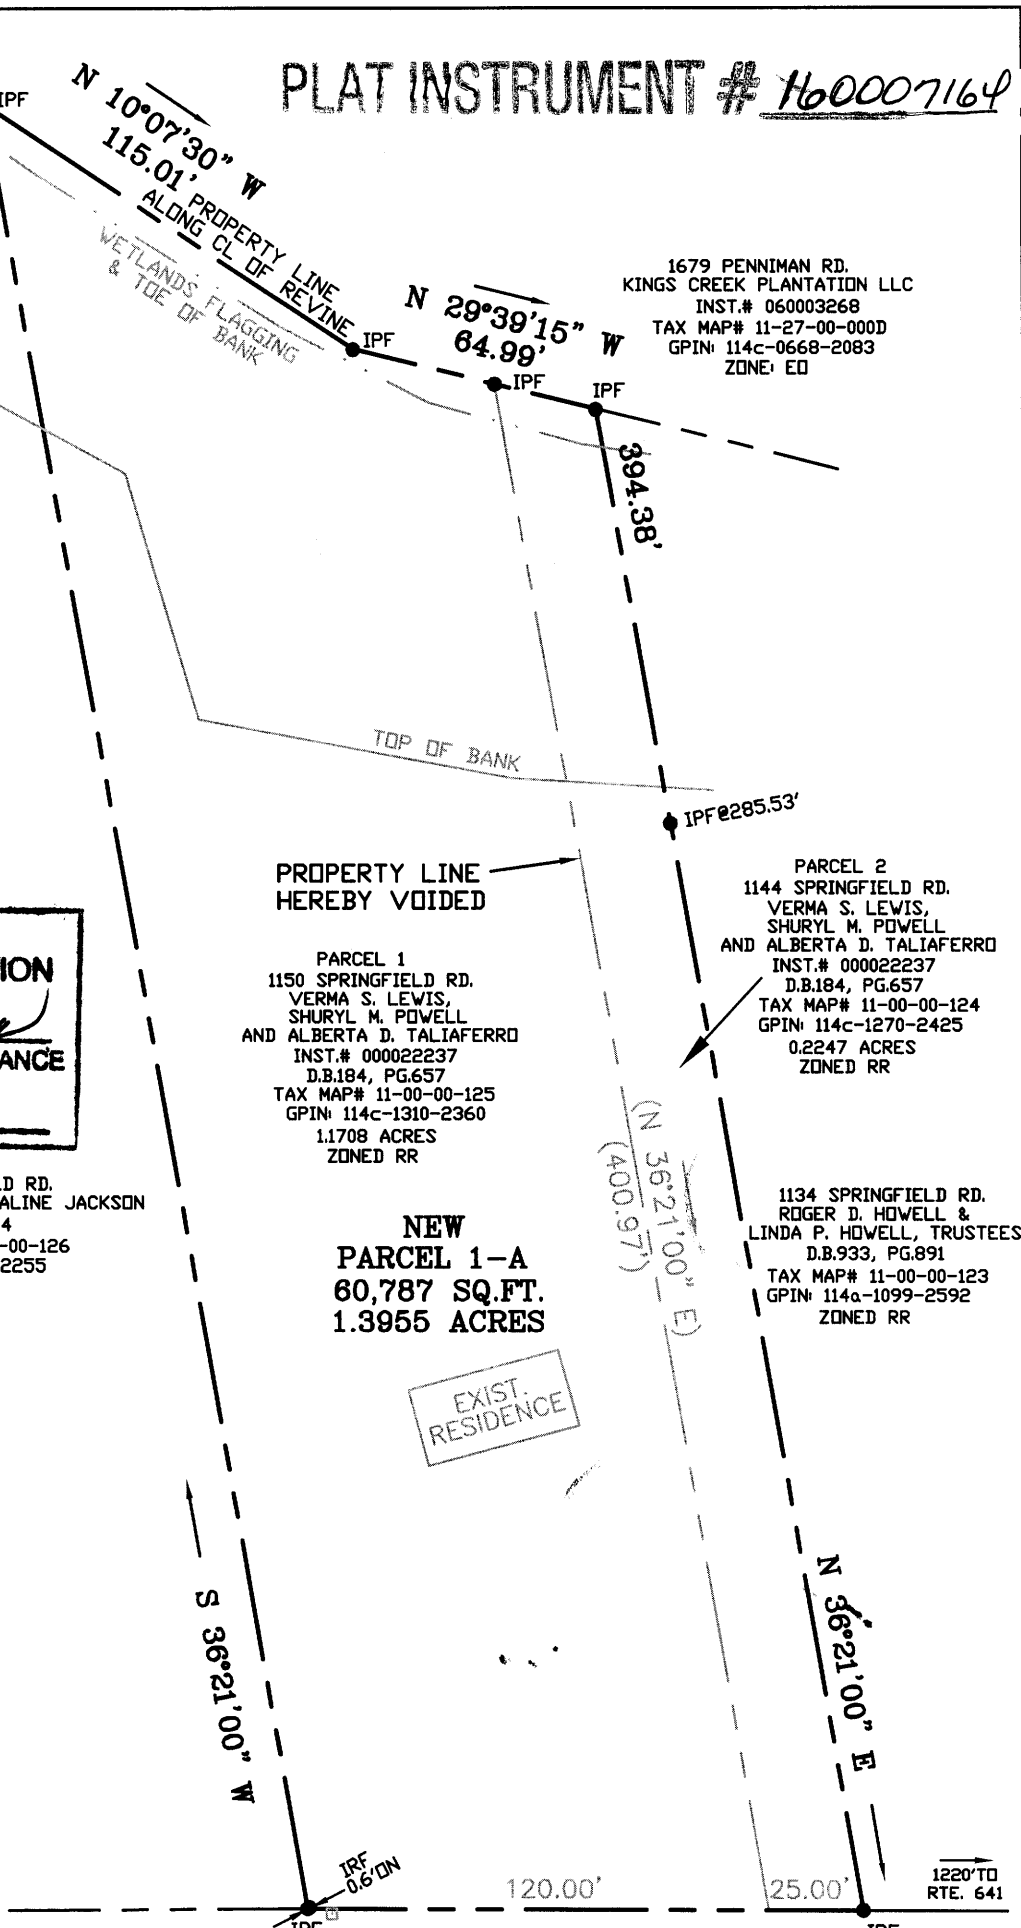 PLAT INSTRUMENT # 160007164
IPF
N 10°07'30" W
115.01'
PROPERTY LINE
ALONG CL OF REVINE
WETLANDS FLAGGING
& TOE OF BANK
IPF
N 29°39'15" W
64.99'
IPF
IPF
1679 PENNIMAN RD.
KINGS CREEK PLANTATION LLC
INST.# 060003268
TAX MAP# 11-27-00-000D
GPIN: 114c-0668-2083
ZONE: EO
394.38'
TOP OF BANK
IPF@285.53'
PROPERTY LINE
HEREBY VOIDED
PARCEL 2
1144 SPRINGFIELD RD.
VERMA S. LEWIS,
SHURYL M. POWELL
AND ALBERTA D. TALIAFERRO
INST.# 000022237
D.B.184, PG.657
TAX MAP# 11-00-00-124
GPIN: 114c-1270-2425
0.2247 ACRES
ZONED RR
PARCEL 1
1150 SPRINGFIELD RD.
VERMA S. LEWIS,
SHURYL M. POWELL
AND ALBERTA D. TALIAFERRO
INST.# 000022237
D.B.184, PG.657
TAX MAP# 11-00-00-125
GPIN: 114c-1310-2360
1.1708 ACRES
ZONED RR
ION
ANCE
LD RD.
ALINE JACKSON
4
-00-126
2255
(N 36°21'00" E)
(400.97')
1134 SPRINGFIELD RD.
ROGER D. HOWELL &
LINDA P. HOWELL, TRUSTEES
D.B.933, PG.891
TAX MAP# 11-00-00-123
GPIN: 114a-1099-2592
ZONED RR
NEW
PARCEL 1-A
60,787 SQ.FT.
1.3955 ACRES
EXIST.
RESIDENCE
S 36°21'00" W
N 36°21'00" E
IRF
0.6'ON
120.00'
25.00'
1220'TO
RTE. 641
IPF
IPF